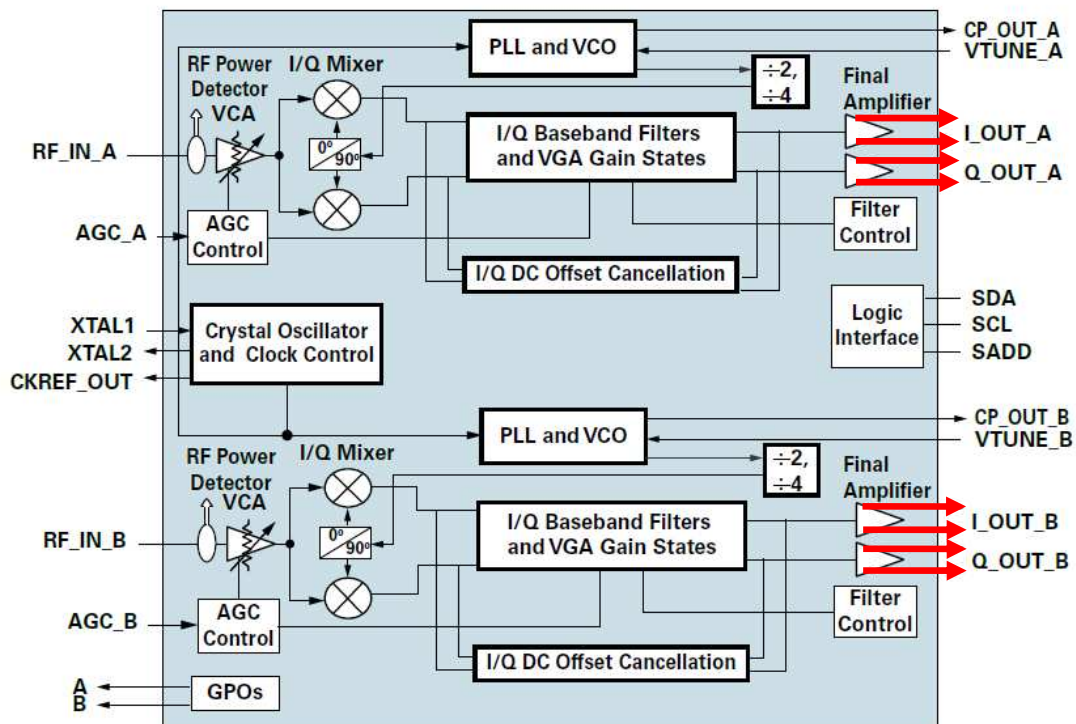 PLL and VCO
CP_OUT_A
VTUNE_A
RF Power
Detector
VCA
I/Q Mixer
÷2,
÷4
Final
Amplifier
RF_IN_A
0º
90º
I/Q Baseband Filters
and VGA Gain States
I_OUT_A
Q_OUT_A
AGC_A
AGC
Control
Filter
Control
I/Q DC Offset Cancellation
XTAL1
XTAL2
CKREF_OUT
Crystal Oscillator
and Clock Control
Logic
Interface
SDA
SCL
SADD
PLL and VCO
CP_OUT_B
VTUNE_B
RF Power
Detector
VCA
I/Q Mixer
÷2,
÷4
Final
Amplifier
RF_IN_B
0º
90º
I/Q Baseband Filters
and VGA Gain States
I_OUT_B
Q_OUT_B
AGC_B
AGC
Control
Filter
Control
I/Q DC Offset Cancellation
A
B
GPOs